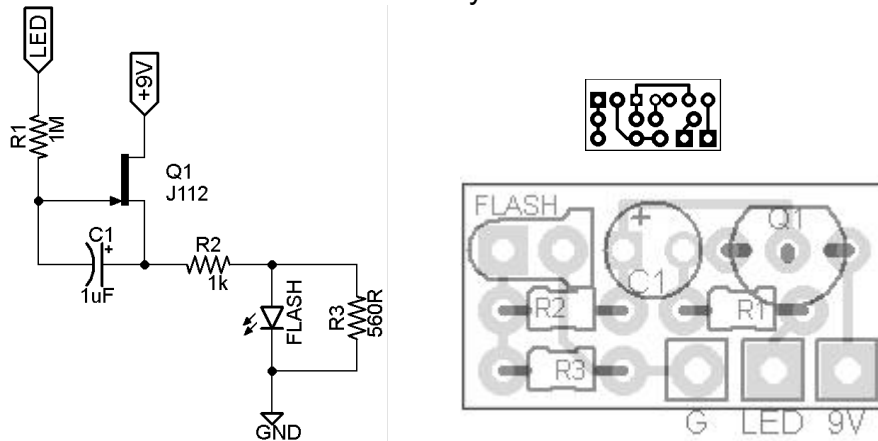 LED
+9V
R1
1M
Q1
J112
C1
+
1uF
R2
1k
FLASH
R3
560R
GND
FLASH
+
Q1
C1
R2
R1
R3
G LED 9V